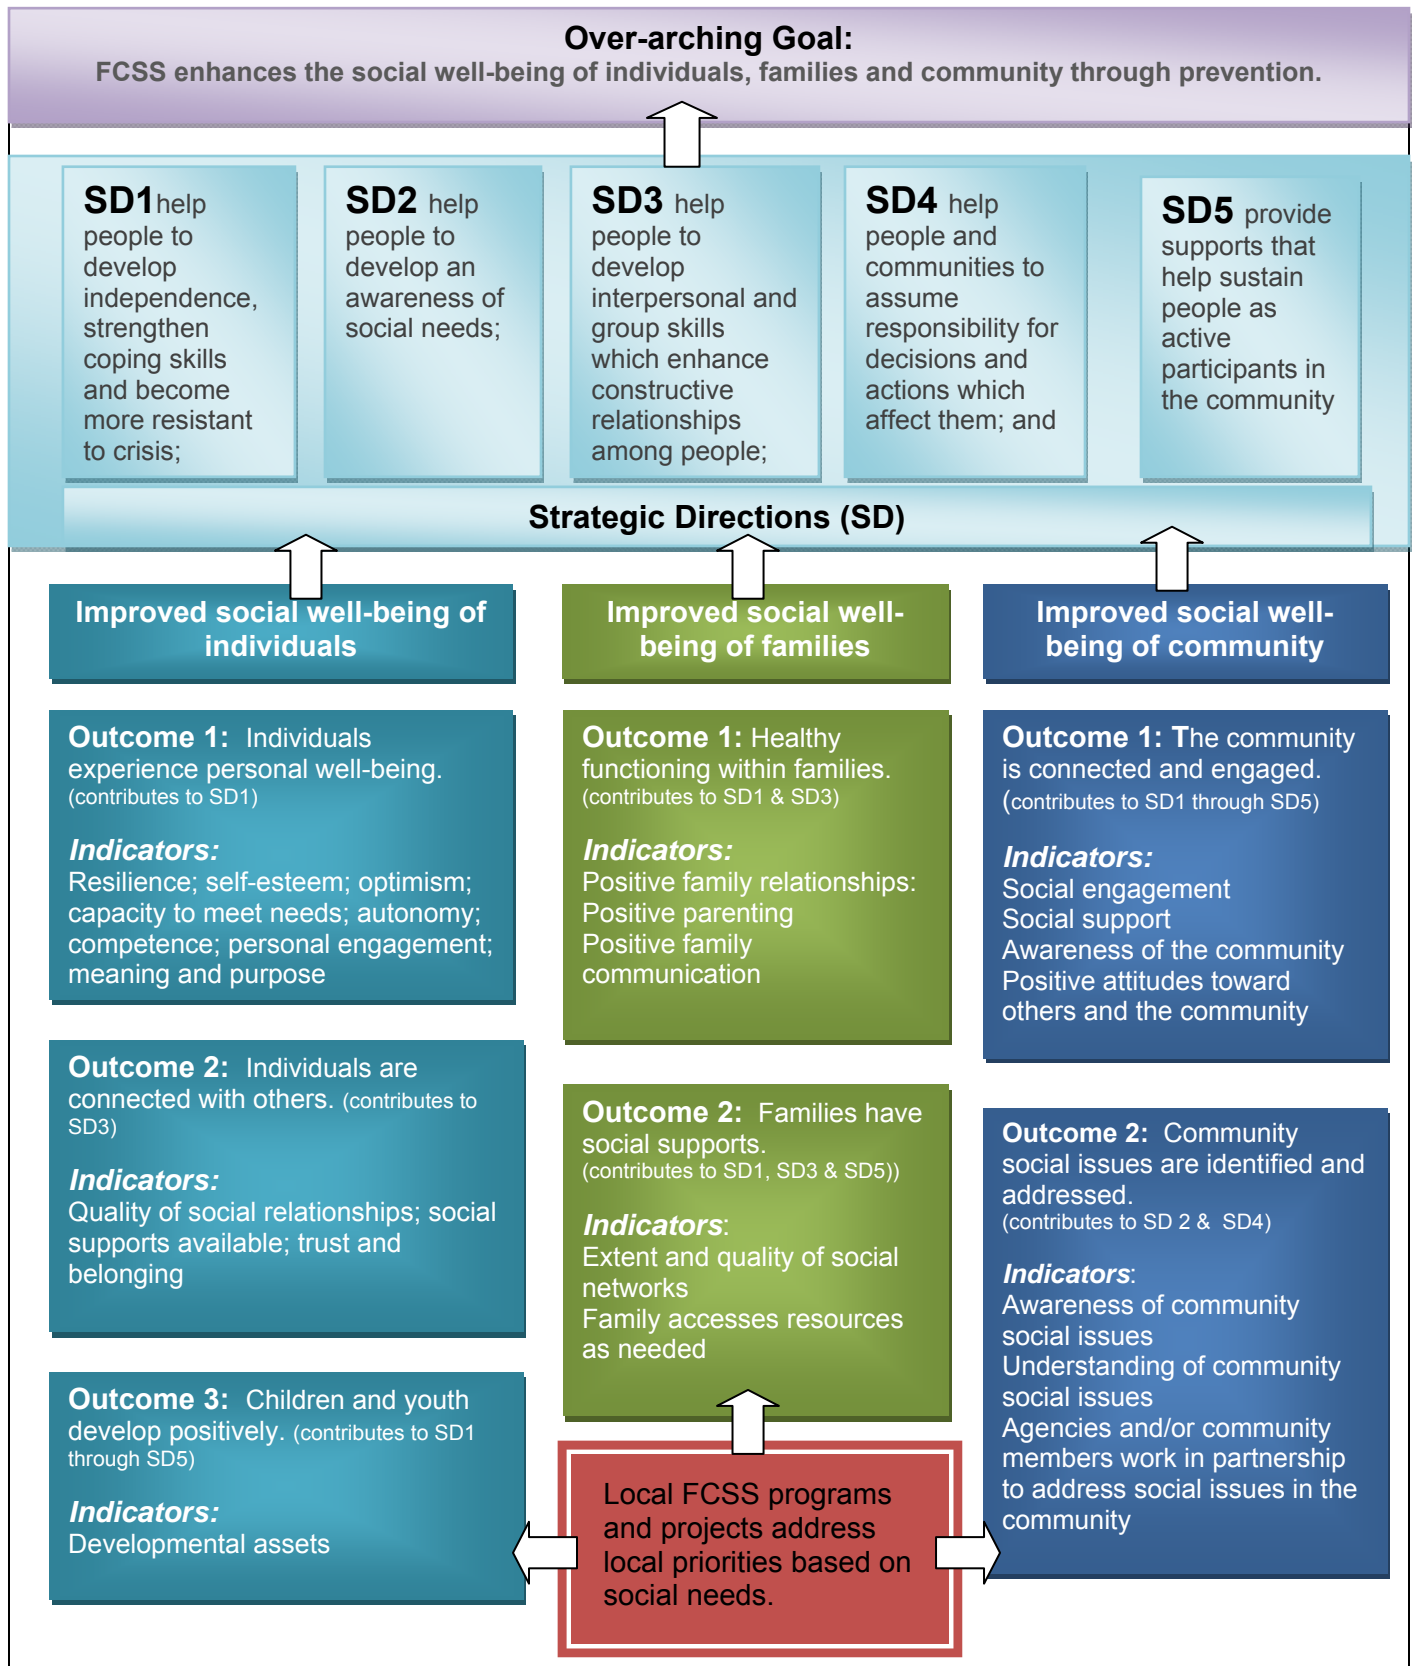 Over-arching Goal:
FCSS enhances the social well-being of individuals, families and community through prevention.
SD1help
people to
develop
independence,
strengthen
coping skills
and become
more resistant
to crisis;
SD2 help
people to
develop an
awareness of
social needs;
SD3 help
people to
develop
interpersonal and
group skills
which enhance
constructive
relationships
among people;
SD4 help
people and
communities to
assume
responsibility for
decisions and
actions which
affect them; and
SD5 provide
supports that
help sustain
people as
active
participants in
the community
Strategic Directions (SD)
Improved social well-being of
individuals
Outcome 1: Individuals
experience personal well-being.
(contributes to SD1)
Indicators:
Resilience; self-esteem; optimism;
capacity to meet needs; autonomy;
competence; personal engagement;
meaning and purpose
Outcome 2: Individuals are
connected with others. (contributes to
SD3)
Indicators:
Quality of social relationships; social
supports available; trust and
belonging
Outcome 3: Children and youth
develop positively. (contributes to SD1
through SD5)
Indicators:
Developmental assets
Improved social well-
being of families
Outcome 1: Healthy
functioning within families.
(contributes to SD1 & SD3)
Indicators:
Positive family relationships:
Positive parenting
Positive family
communication
Outcome 2: Families have
social supports.
(contributes to SD1, SD3 & SD5))
Indicators:
Extent and quality of social
networks
Family accesses resources
as needed
Improved social well-
being of community
Outcome 1: The community
is connected and engaged.
(contributes to SD1 through SD5)
Indicators:
Social engagement
Social support
Awareness of the community
Positive attitudes toward
others and the community
Outcome 2: Community
social issues are identified and
addressed.
(contributes to SD 2 & SD4)
Indicators:
Awareness of community
social issues
Understanding of community
social issues
Agencies and/or community
members work in partnership
to address social issues in the
community
Local FCSS programs
and projects address
local priorities based on
social needs.